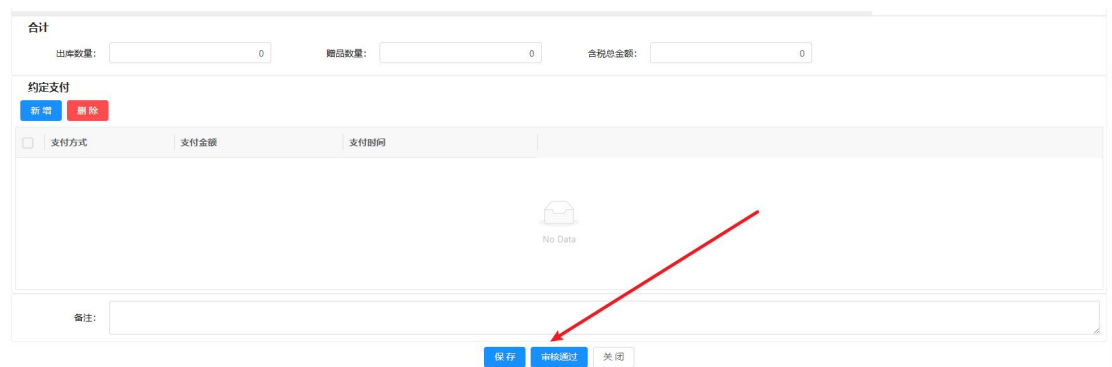 合计
出库数量: 0 赠品数量: 0 含税总金额: 0
约定支付
新增 删除
支付方式 支付金额 支付时间
No Data
备注:
保存 审核通过 关闭